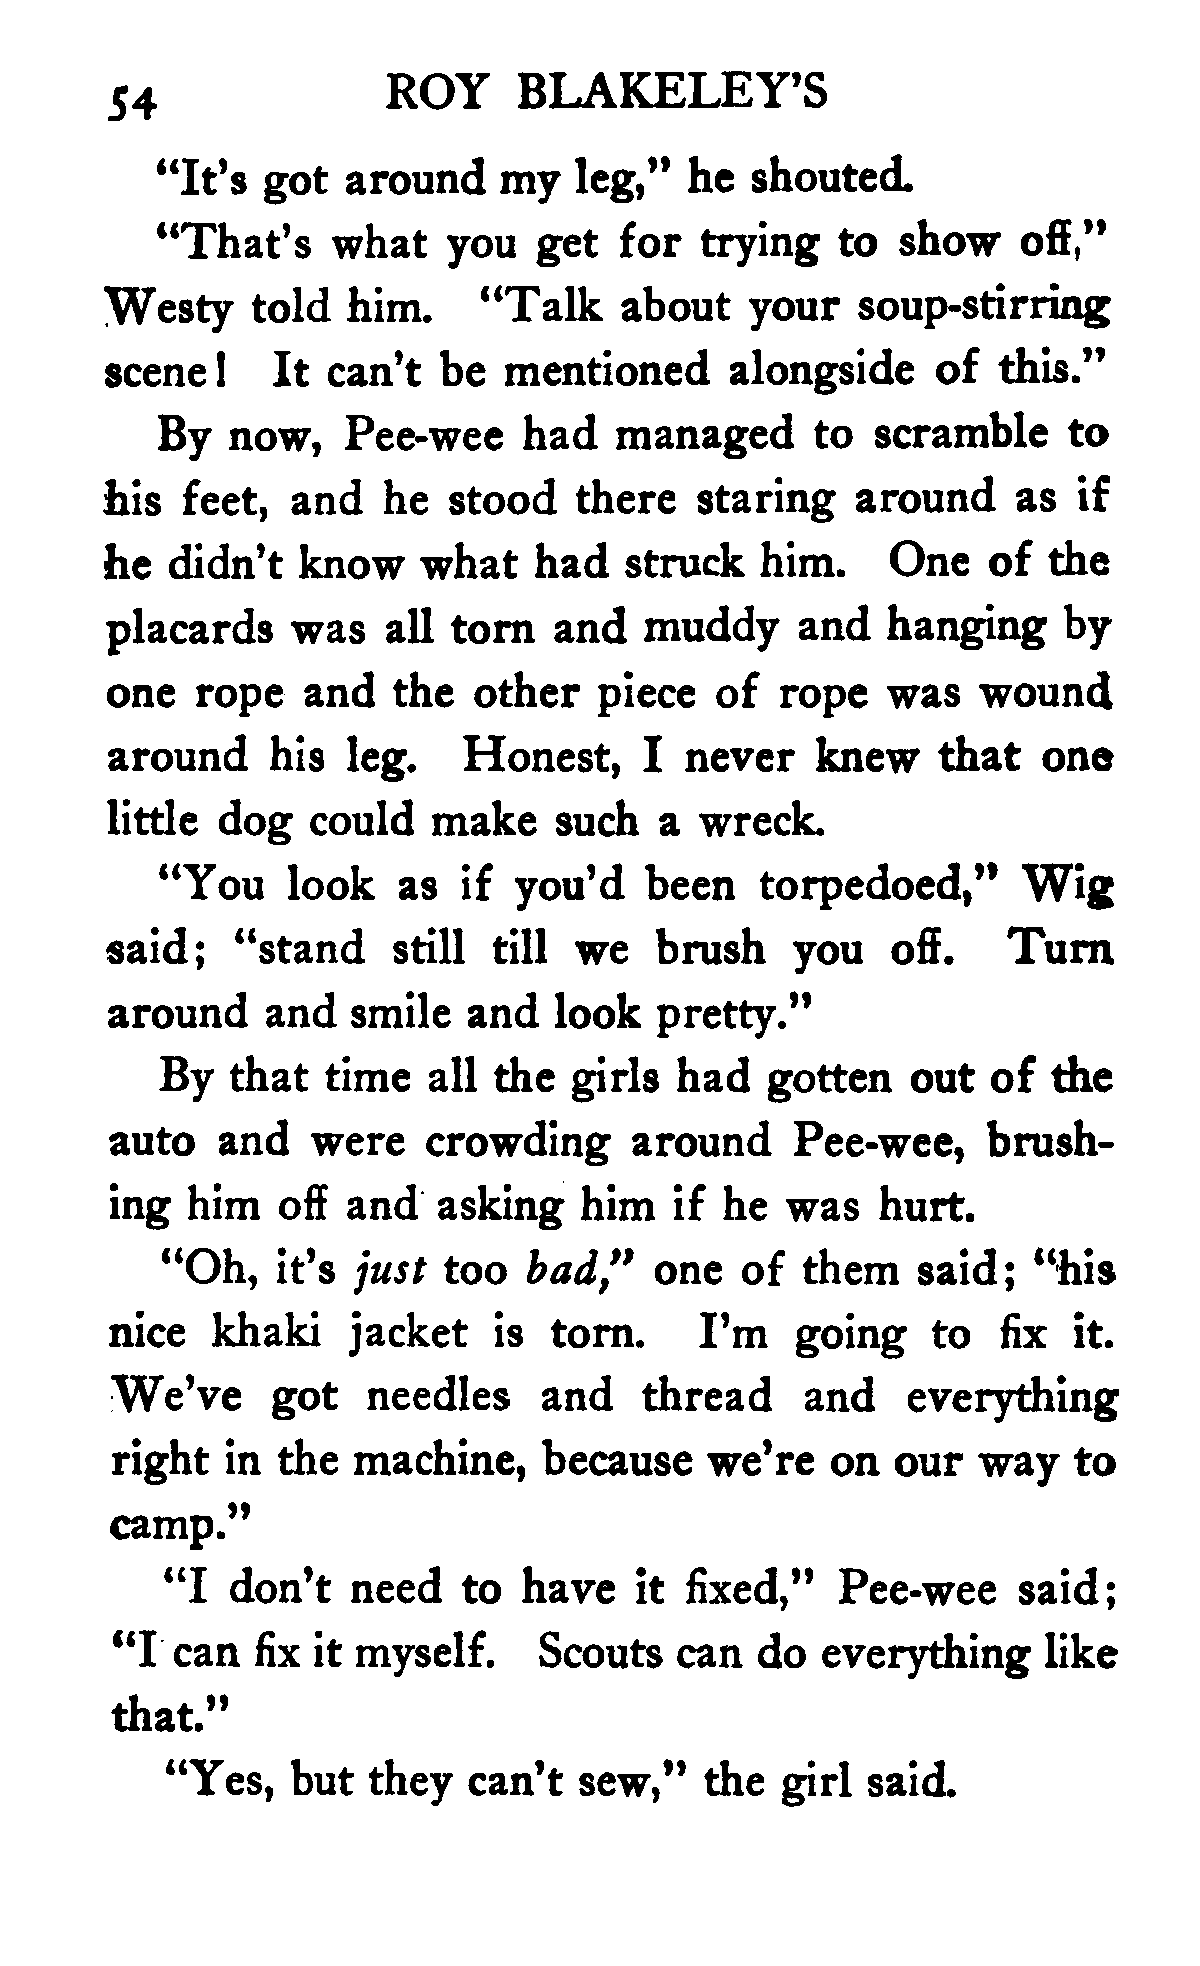 54 ROY BLAKELEY'S
"It's got around my leg," he shouted.
"That's what you get for trying to show off,"
Westy told him. "Talk about your soup-stirring
scene! It can't be mentioned alongside of this."
By now, Pee-wee had managed to scramble to
his feet, and he stood there staring around as if
he didn't know what had struck him. One of the
placards was all torn and muddy and hanging by
one rope and the other piece of rope was wound
around his leg. Honest, I never knew that one
little dog could make such a wreck.
"You look as if you'd been torpedoed," Wig
said; "stand still till we brush you off. Turn
around and smile and look pretty."
By that time all the girls had gotten out of the
auto and were crowding around Pee-wee, brush-
ing him off and asking him if he was hurt.
"Oh, it's just too bad," one of them said; "his
nice khaki jacket is torn. I'm going to fix it.
We've got needles and thread and everything
right in the machine, because we're on our way to
camp."
"I don't need to have it fixed," Pee-wee said;
"I can fix it myself. Scouts can do everything like
that."
"Yes, but they can't sew," the girl said.